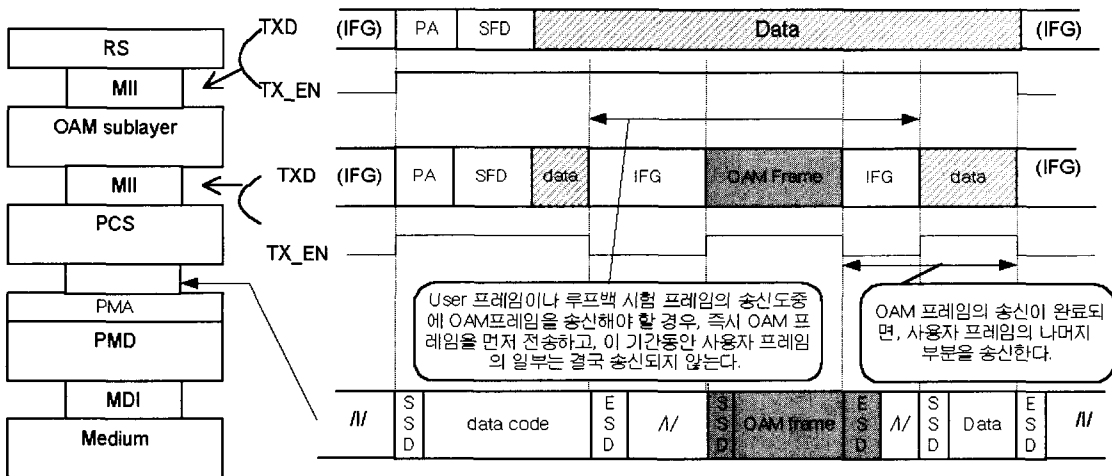 RS
MII
OAM sublayer
MII
PCS
PMA
PMD
MDI
Medium
TXD (IFG) PA SFD Data (IFG)
TX_EN
TXD (IFG) PA SFD data IFG OAM Frame IFG data (IFG)
TX_EN
User 프레임이나 루프백 시험 프레임의 송신도중
에 OAM프레임을 송신해야 할 경우, 즉시 OAM 프
레임을 먼저 전송하고, 이 기간동안 사용자 프레임
의 일부는 결국 송신되지 않는다.
OAM 프레임의 송신이 완료되
면, 사용자 프레임의 나머지
부분을 송신한다.
/I/ SSD data code ESD /I/ SSD OAM frame ESD /I/ SSD Data ESD /I/